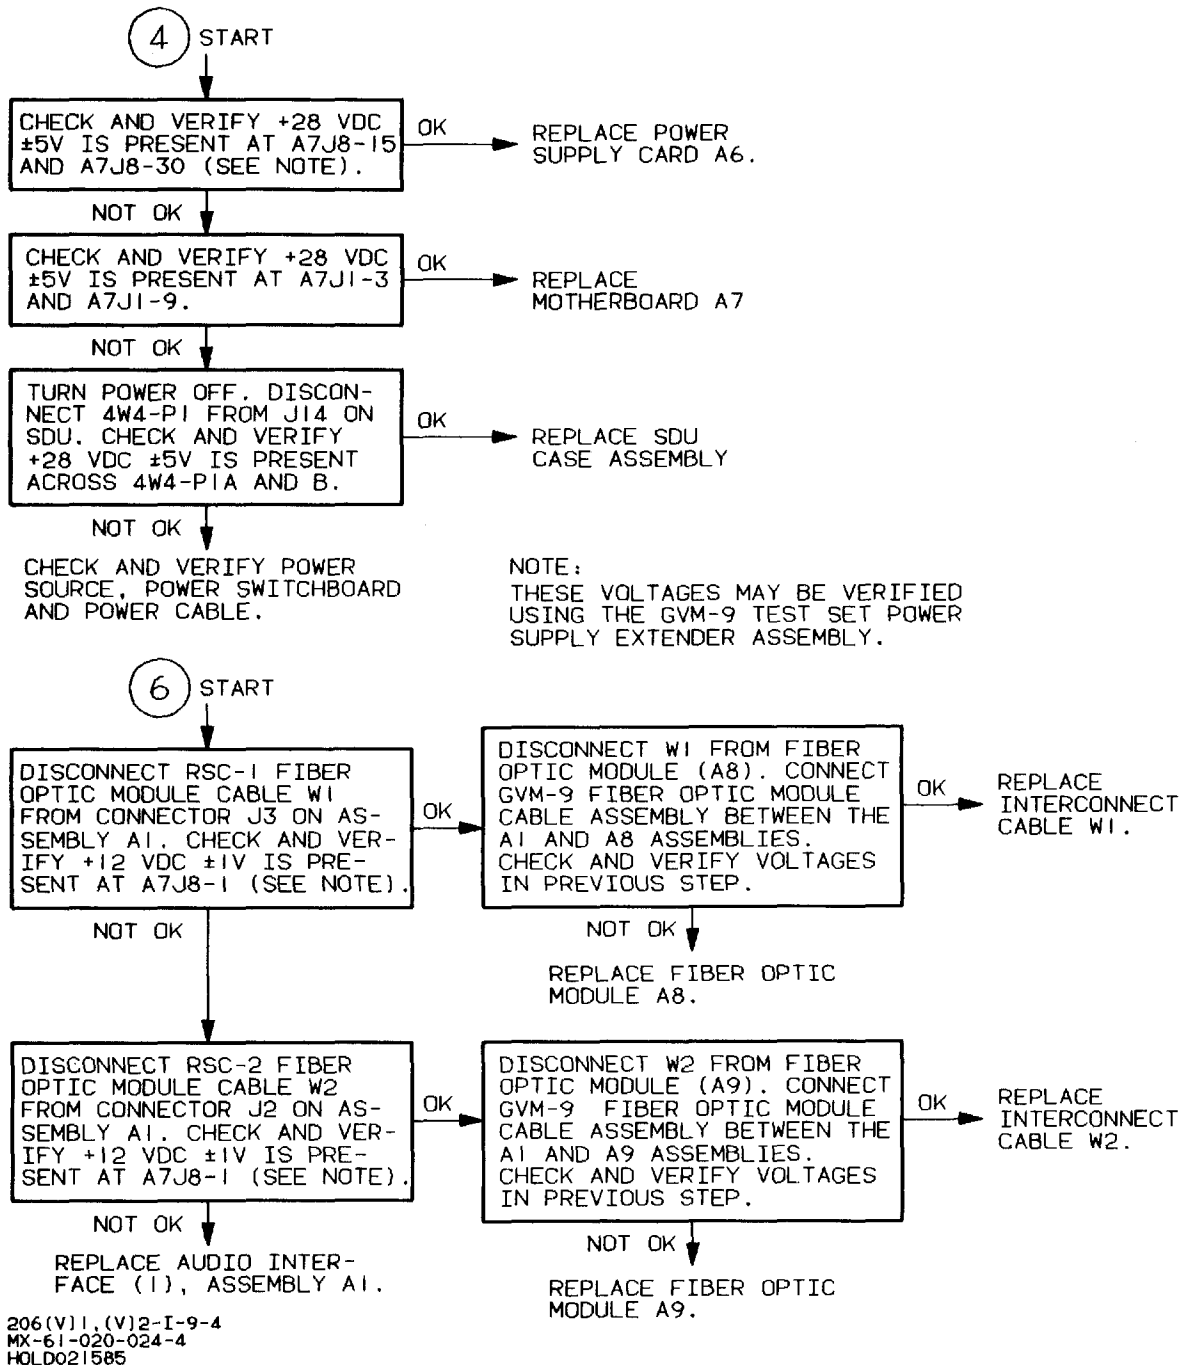 4 START
CHECK AND VERIFY +28 VDC
±5V IS PRESENT AT A7J8-15
AND A7J8-30 (SEE NOTE).
OK
REPLACE POWER
SUPPLY CARD A6.
NOT OK
CHECK AND VERIFY +28 VDC
±5V IS PRESENT AT A7J1-3
AND A7J1-9.
OK
REPLACE
MOTHERBOARD A7
NOT OK
TURN POWER OFF. DISCON-
NECT 4W4-P1 FROM J14 ON
SDU. CHECK AND VERIFY
+28 VDC ±5V IS PRESENT
ACROSS 4W4-P1A AND B.
OK
REPLACE SDU
CASE ASSEMBLY
NOT OK
CHECK AND VERIFY POWER
SOURCE, POWER SWITCHBOARD
AND POWER CABLE.
NOTE:
THESE VOLTAGES MAY BE VERIFIED
USING THE GVM-9 TEST SET POWER
SUPPLY EXTENDER ASSEMBLY.
6 START
DISCONNECT RSC-1 FIBER
OPTIC MODULE CABLE W1
FROM CONNECTOR J3 ON AS-
SEMBLY A1. CHECK AND VER-
IFY +12 VDC ±1V IS PRE-
SENT AT A7J8-1 (SEE NOTE).
OK
DISCONNECT W1 FROM FIBER
OPTIC MODULE (A8). CONNECT
GVM-9 FIBER OPTIC MODULE
CABLE ASSEMBLY BETWEEN THE
A1 AND A8 ASSEMBLIES.
CHECK AND VERIFY VOLTAGES
IN PREVIOUS STEP.
OK
REPLACE
INTERCONNECT
CABLE W1.
NOT OK
NOT OK
REPLACE FIBER OPTIC
MODULE A8.
DISCONNECT RSC-2 FIBER
OPTIC MODULE CABLE W2
FROM CONNECTOR J2 ON AS-
SEMBLY A1. CHECK AND VER-
IFY +12 VDC ±1V IS PRE-
SENT AT A7J8-1 (SEE NOTE).
OK
DISCONNECT W2 FROM FIBER
OPTIC MODULE (A9). CONNECT
GVM-9 FIBER OPTIC MODULE
CABLE ASSEMBLY BETWEEN THE
A1 AND A9 ASSEMBLIES.
CHECK AND VERIFY VOLTAGES
IN PREVIOUS STEP.
OK
REPLACE
INTERCONNECT
CABLE W2.
NOT OK
REPLACE AUDIO INTER-
FACE (1), ASSEMBLY A1.
NOT OK
REPLACE FIBER OPTIC
MODULE A9.
206(V)1,(V)2-1-9-4
MX-61-020-024-4
HOLD021585